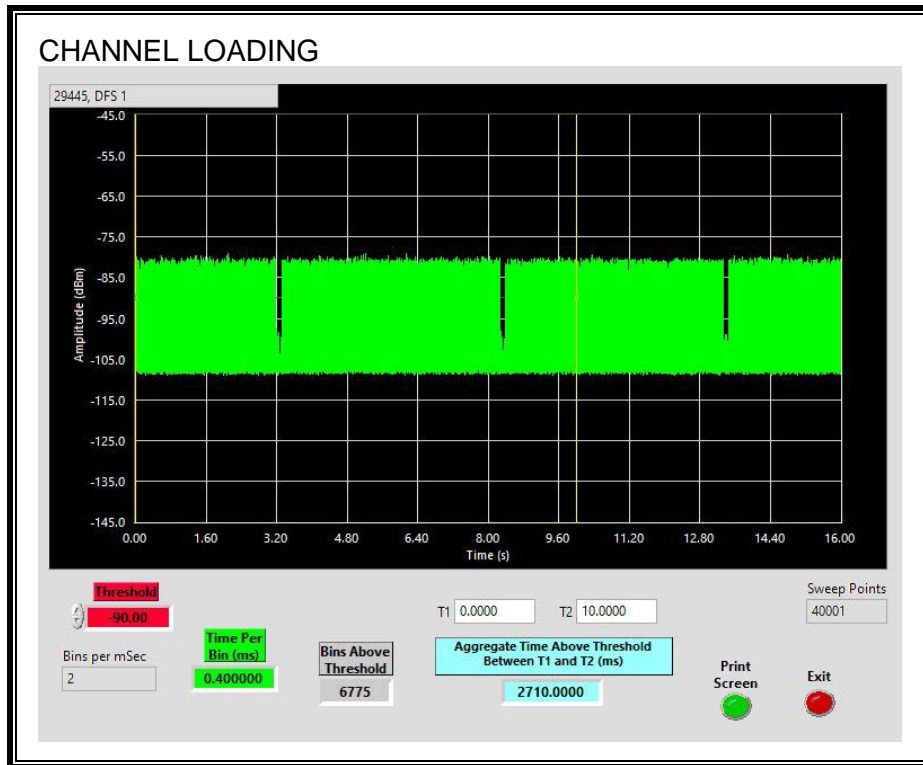 CHANNEL LOADING
29445, DFS 1
-45.0
-55.0
-65.0
-75.0
-85.0
-95.0
-105.0
-115.0
-125.0
-135.0
-145.0
Amplitude (dBm)
0.00 1.60 3.20 4.80 6.40 8.00 9.60 11.20 12.80 14.40 16.00
Time (s)
Threshold
-90.00
Bins per mSec
2
Time Per
Bin (ms)
0.400000
Bins Above
Threshold
6775
T1 0.0000 T2 10.0000
Aggregate Time Above Threshold
Between T1 and T2 (ms)
2710.0000
Sweep Points
40001
Print
Screen
Exit